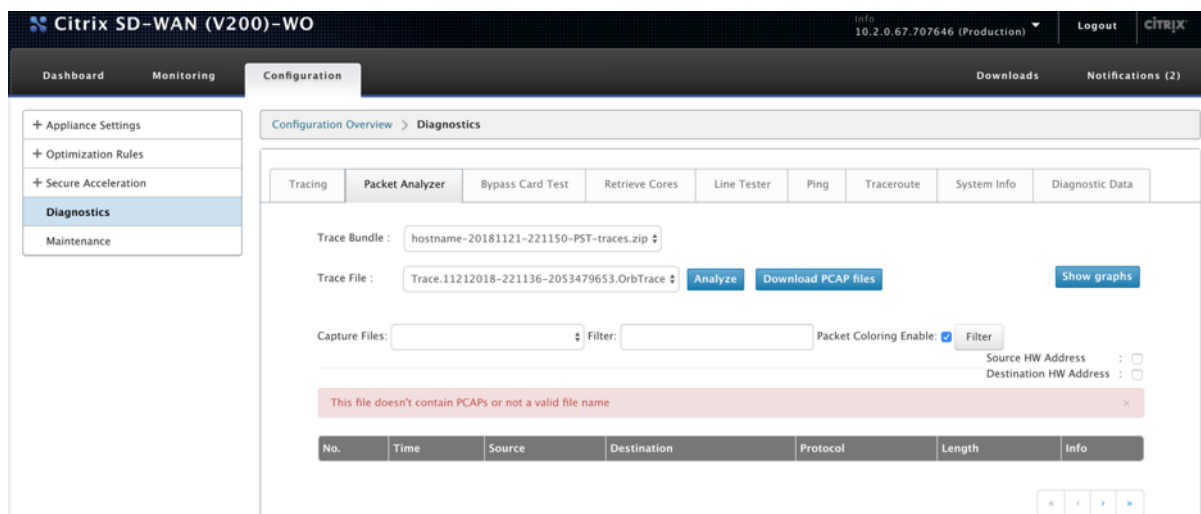 Citrix SD-WAN (V200)-WO
Info
10.2.0.67.707646 (Production)
Logout
CİTRIX
Dashboard
Monitoring
Configuration
Downloads
Notifications (2)
+ Appliance Settings
+ Optimization Rules
+ Secure Acceleration
Diagnostics
Maintenance
Configuration Overview > Diagnostics
Tracing
Packet Analyzer
Bypass Card Test
Retrieve Cores
Line Tester
Ping
Traceroute
System Info
Diagnostic Data
Trace Bundle :
hostname-20181121-221150-PST-traces.zip
Trace File :
Trace.11212018-221136-2053479653.OrbTrace
Analyze
Download PCAP files
Show graphs
Capture Files:
Filter:
Packet Coloring Enable:
Filter
Source HW Address :
Destination HW Address :
This file doesn't contain PCAPs or not a valid file name ×
No.
Time
Source
Destination
Protocol
Length
Info
« ‹ › »